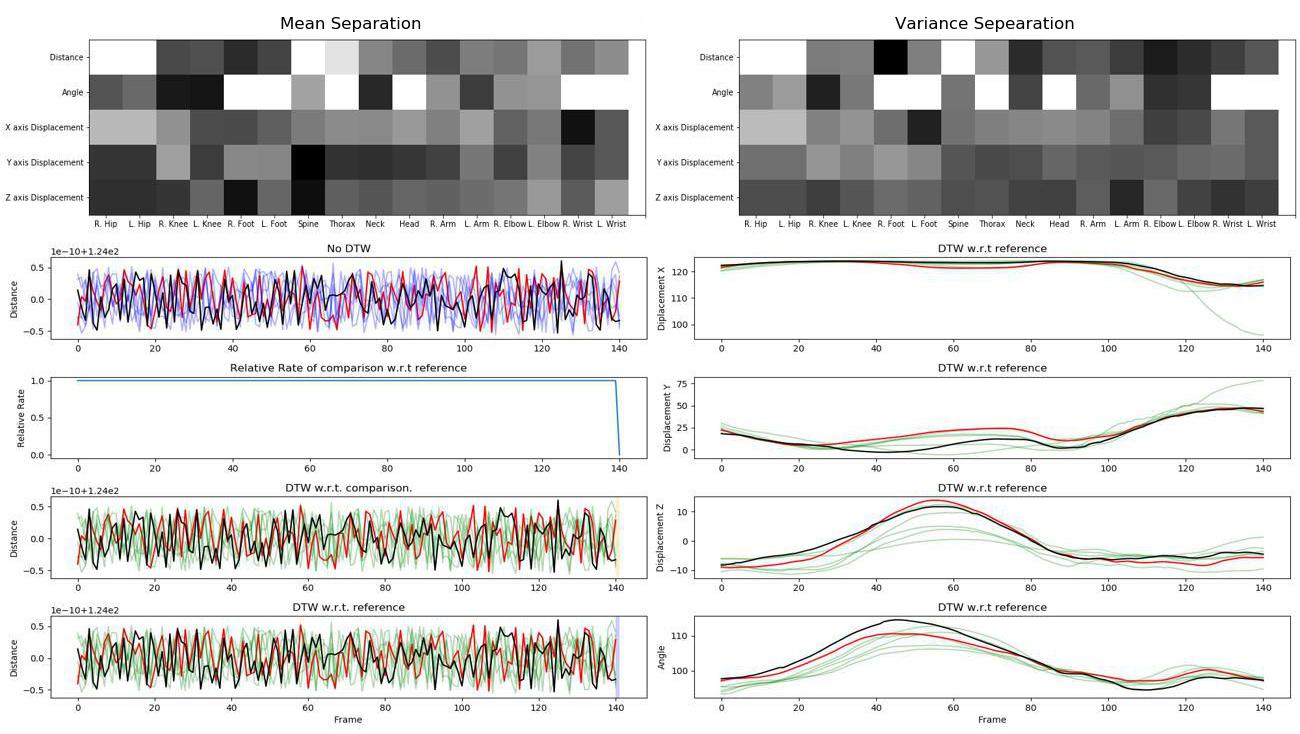 Mean Separation
Distance
Angle
X axis Displacement
Y axis Displacement
Z axis Displacement
R. Hip L. Hip R. Knee L. Knee R. Foot L. Foot Spine Thorax Neck Head R. Arm L. Arm R. Elbow L. Elbow R. Wrist L. Wrist
Variance Sepearation
Distance
Angle
X axis Displacement
Y axis Displacement
Z axis Displacement
R. Hip L. Hip R. Knee L. Knee R. Foot L. Foot Spine Thorax Neck Head R. Arm L. Arm R. Elbow L. Elbow R. Wrist L. Wrist
No DTW
1e−10+1.24e2
Distance
0.5
0.0
−0.5
0 20 40 60 80 100 120 140
DTW w.r.t reference
Diplacement X
120
110
100
0 20 40 60 80 100 120 140
Relative Rate of comparison w.r.t reference
Relative Rate
1.0
0.5
0.0
0 20 40 60 80 100 120 140
DTW w.r.t reference
Displacement Y
75
50
25
0
0 20 40 60 80 100 120 140
DTW w.r.t. comparison.
1e−10+1.24e2
Distance
0.5
0.0
−0.5
0 20 40 60 80 100 120 140
DTW w.r.t reference
Displacement Z
10
0
−10
0 20 40 60 80 100 120 140
DTW w.r.t. reference
1e−10+1.24e2
Distance
0.5
0.0
−0.5
0 20 40 60 80 100 120 140
Frame
DTW w.r.t reference
Angle
110
100
0 20 40 60 80 100 120 140
Frame